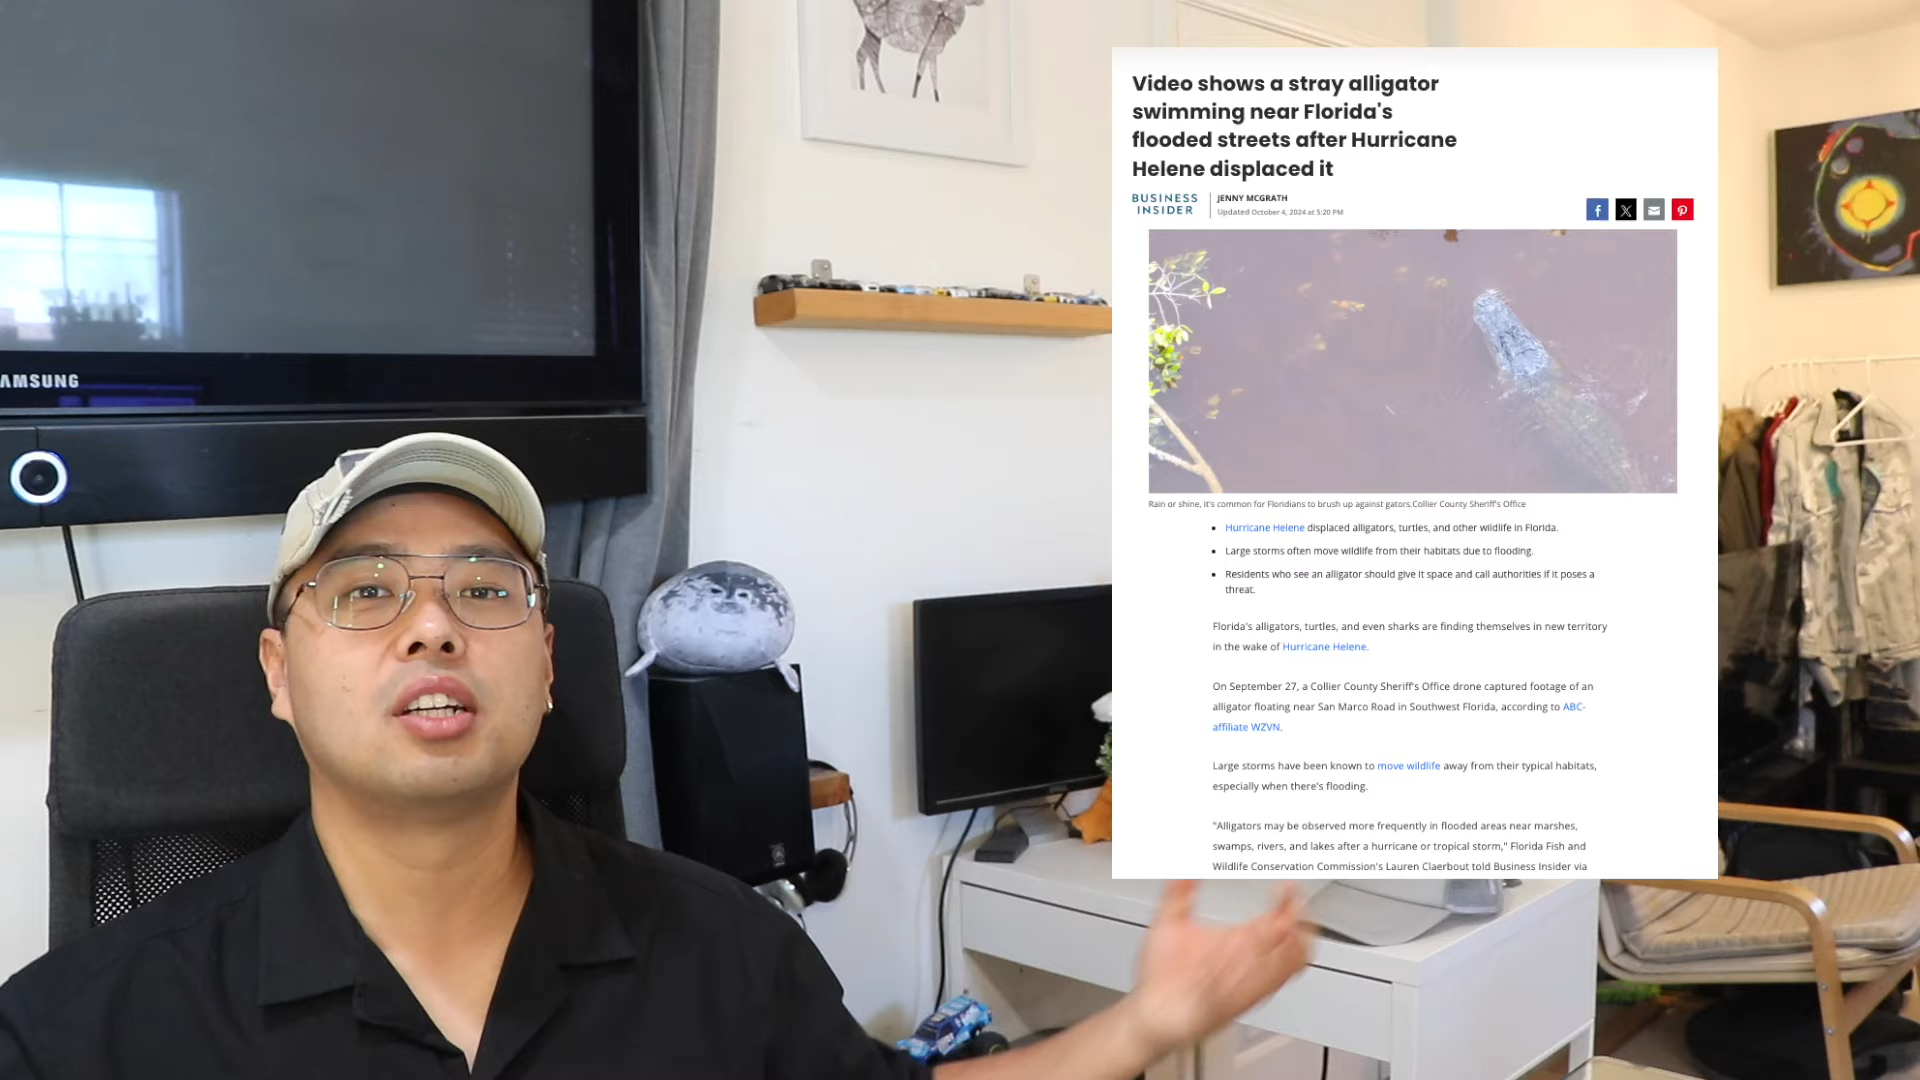 AMSUNG
Video shows a stray alligator
swimming near Florida's
flooded streets after Hurricane
Helene displaced it
BUSINESS
INSIDER
JENNY MCGRATH
Updated October 4, 2024 at 5:20 PM
Rain or shine, it's common for Floridians to brush up against gators.Collier County Sheriff's Office
• Hurricane Helene displaced alligators, turtles, and other wildlife in Florida.
• Large storms often move wildlife from their habitats due to flooding.
• Residents who see an alligator should give it space and call authorities if it poses a
threat.
Florida's alligators, turtles, and even sharks are finding themselves in new territory
in the wake of Hurricane Helene.
On September 27, a Collier County Sheriff's Office drone captured footage of an
alligator floating near San Marco Road in Southwest Florida, according to ABC-
affiliate WZVN.
Large storms have been known to move wildlife away from their typical habitats,
especially when there's flooding.
"Alligators may be observed more frequently in flooded areas near marshes,
swamps, rivers, and lakes after a hurricane or tropical storm," Florida Fish and
Wildlife Conservation Commission's Lauren Claerbout told Business Insider via